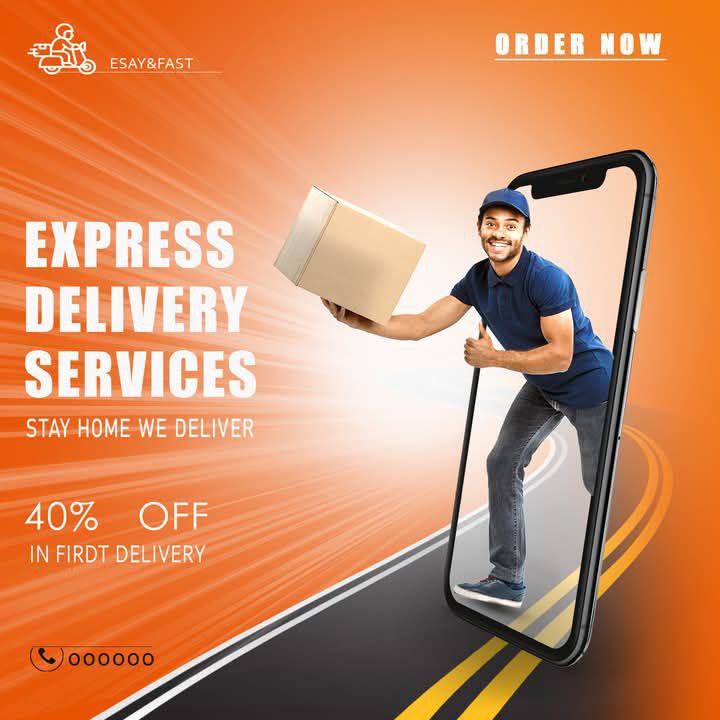 ESAY&FAST
ORDER NOW
EXPRESS
DELIVERY
SERVICES
STAY HOME WE DELIVER
40% OFF
IN FIRDT DELIVERY
000000